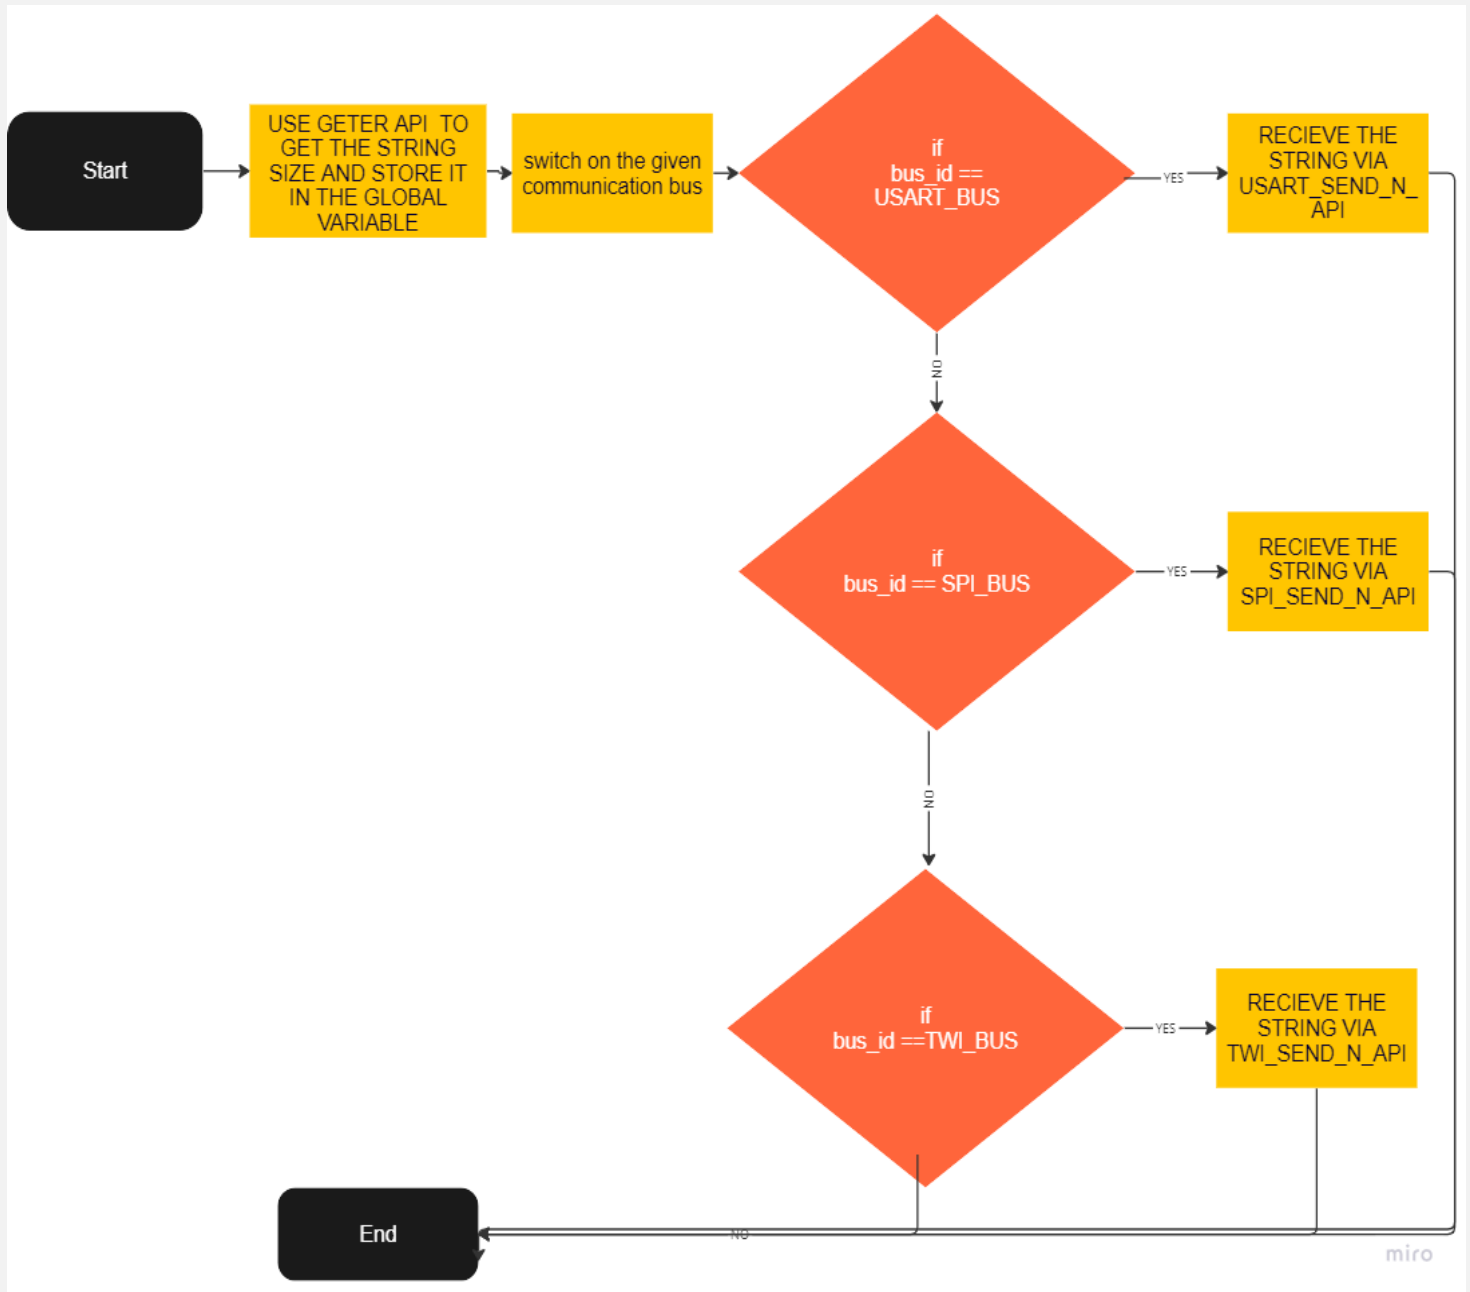 Start
USE GETER API  TO
GET THE STRING
SIZE AND STORE IT
IN THE GLOBAL
VARIABLE
switch on the given
communication bus
if
bus_id ==
USART_BUS
YES
RECIEVE THE
STRING VIA
USART_SEND_N_
API
NO
if
bus_id == SPI_BUS
YES
RECIEVE THE
STRING VIA
SPI_SEND_N_API
NO
if
bus_id ==TWI_BUS
YES
RECIEVE THE
STRING VIA
TWI_SEND_N_API
NO
End
miro